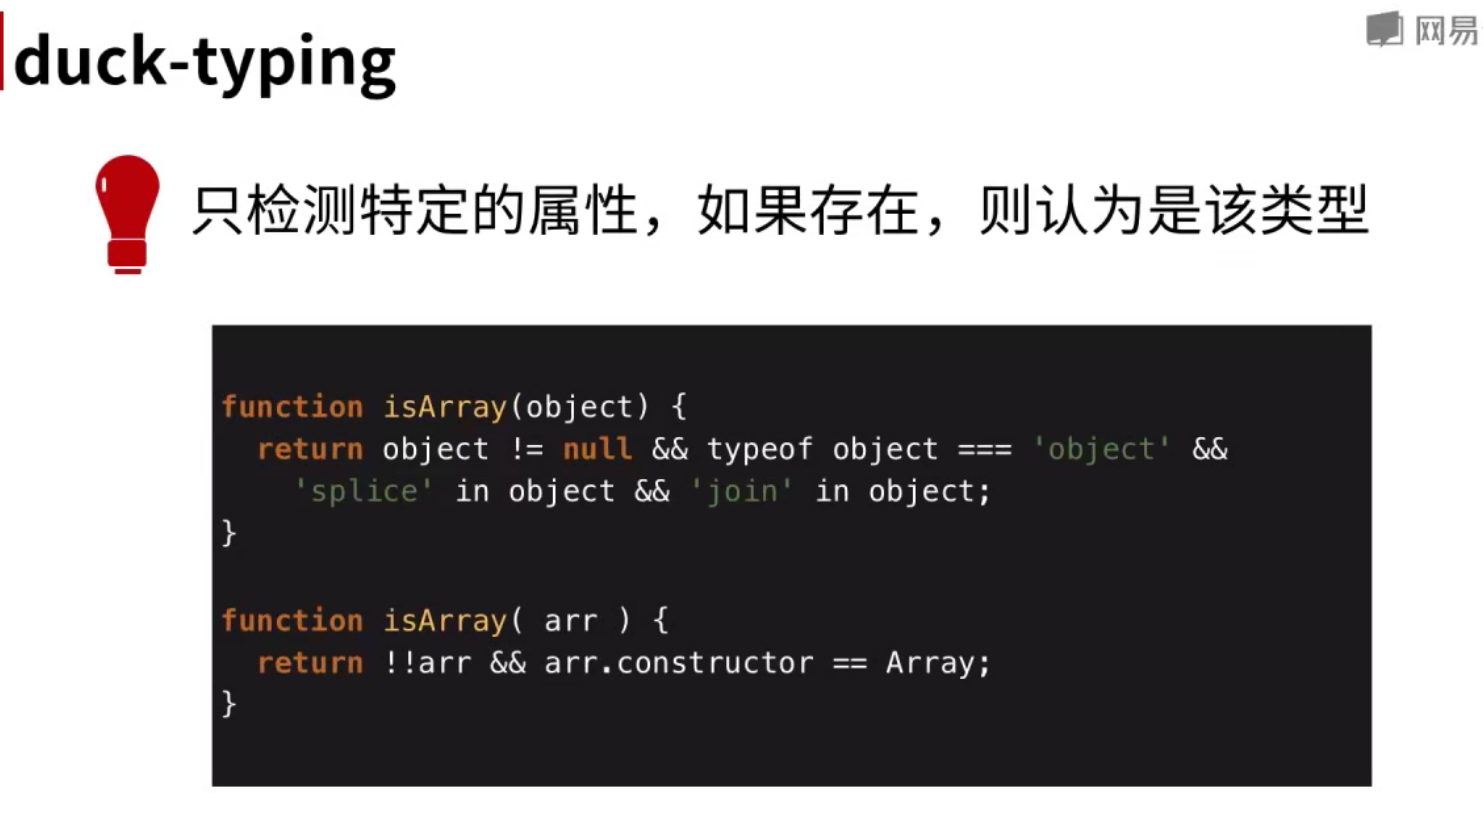 duck-typing
网易
只检测特定的属性，如果存在，则认为是该类型
function isArray(object) {
  return object != null && typeof object === 'object' &&
    'splice' in object && 'join' in object;
}
function isArray( arr ) {
  return !!arr && arr.constructor == Array;
}